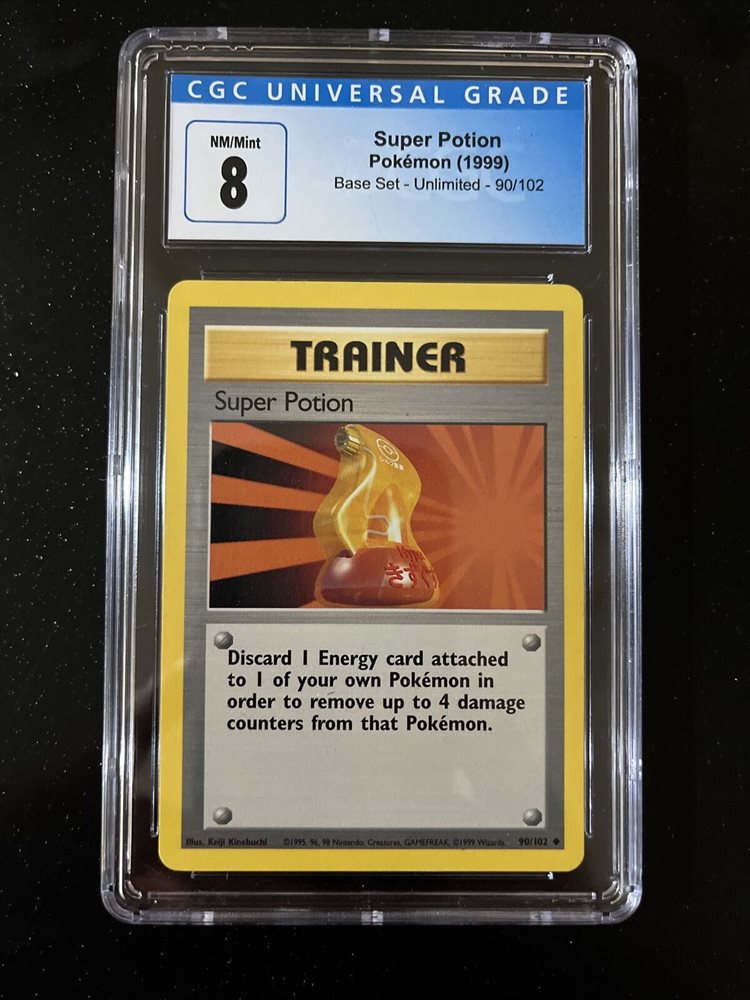 CGC UNIVERSAL GRADE
NM/Mint
8
Super Potion
Pokémon (1999)
Base Set - Unlimited - 90/102
TRAINER
Super Potion
Discard 1 Energy card attached
to 1 of your own Pokémon in
order to remove up to 4 damage
counters from that Pokémon.
Illus. Keiji Kinebuchi ©1995, 96, 98 Nintendo, Creatures, GAMEFREAK. ©1999 Wizards. 90/102